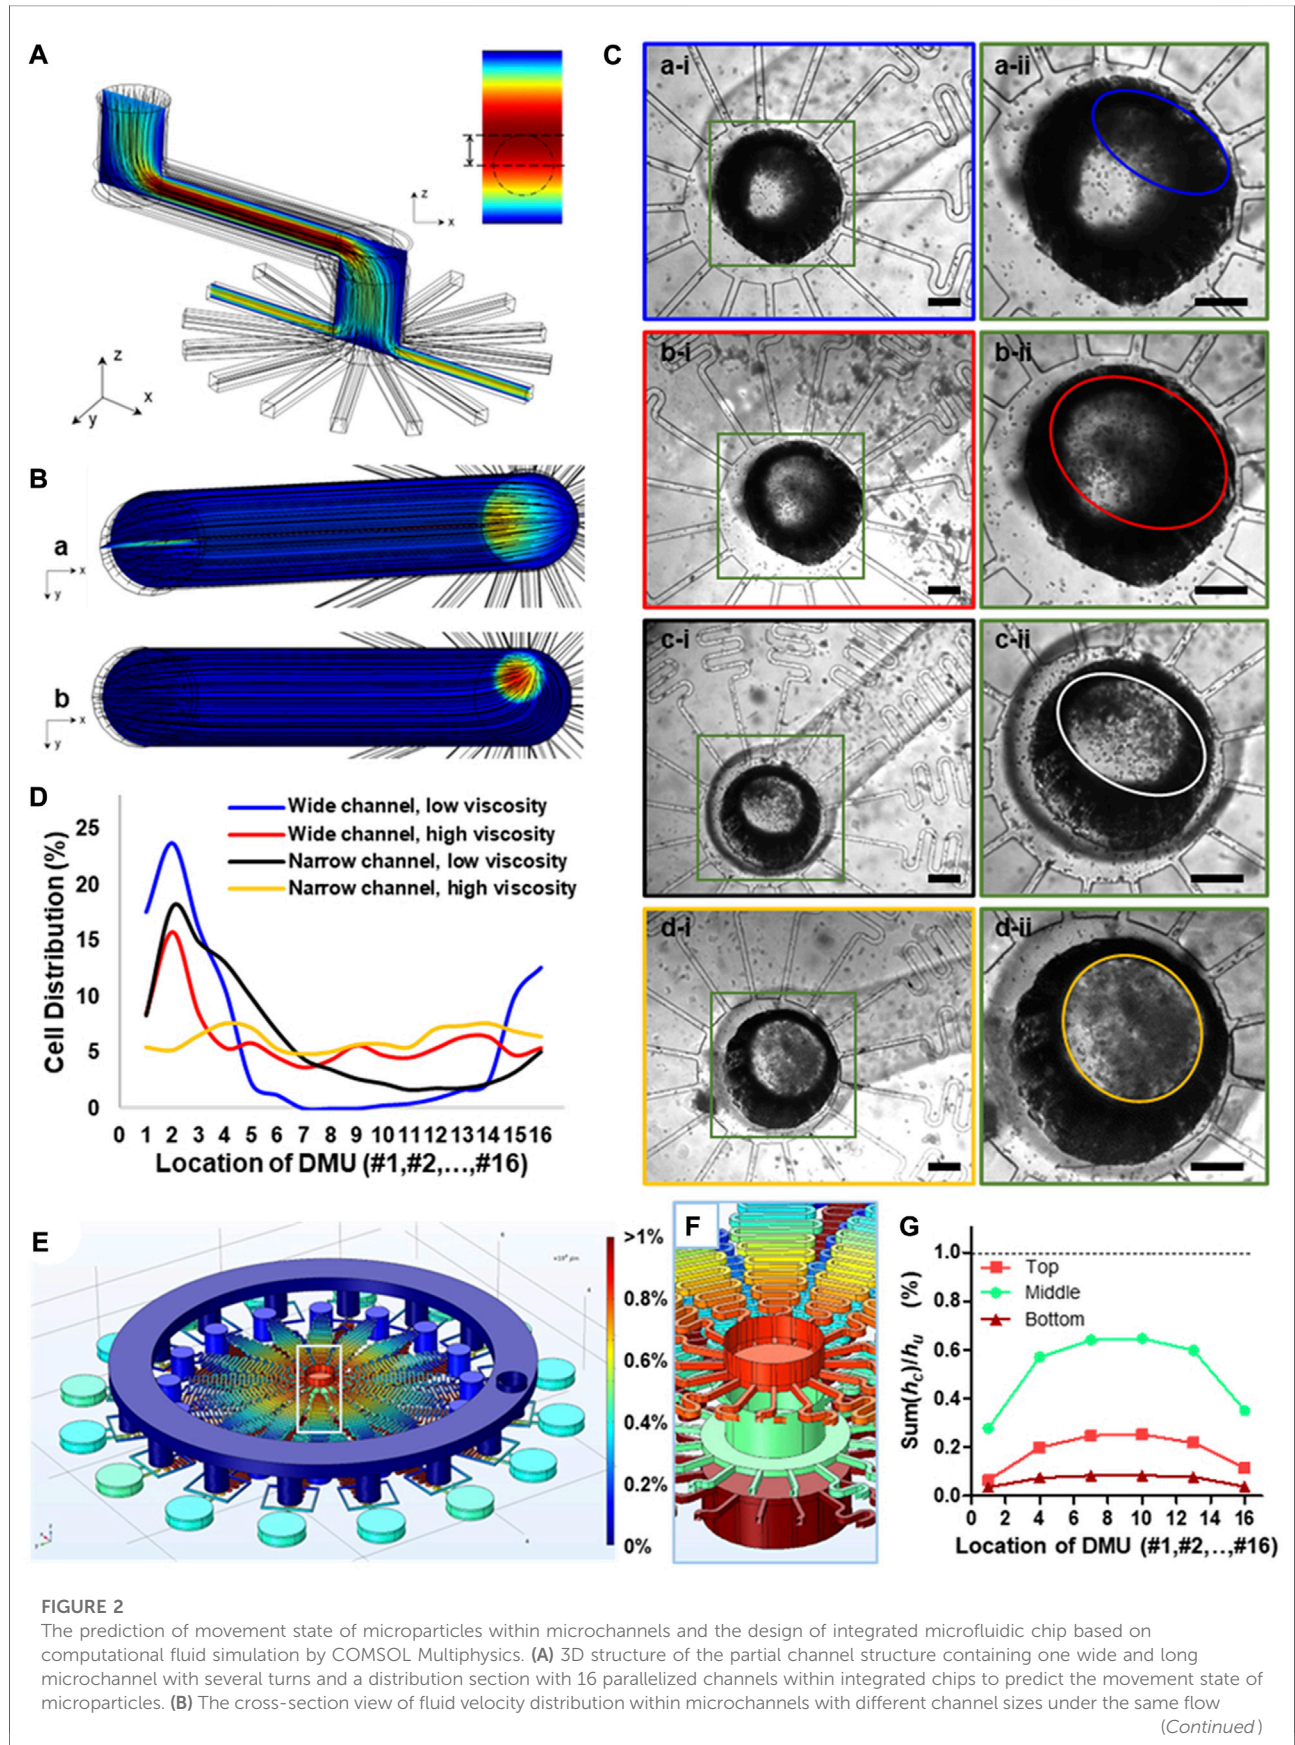 A
z
x
z
x
y
B
a
x
y
b
x
y
C
a-i
a-ii
b-i
b-ii
c-i
c-ii
d-i
d-ii
D
Wide channel, low viscosity
Wide channel, high viscosity
Narrow channel, low viscosity
Narrow channel, high viscosity
Cell Distribution (%)
25
20
15
10
5
0
0 1 2 3 4 5 6 7 8 9 10 11 12 13 14 15 16
Location of DMU (#1,#2,...,#16)
E
>1%
0.8%
0.6%
0.4%
0.2%
0%
F
G
Top
Middle
Bottom
Sum(hc)/hu (%)
1.0
0.8
0.6
0.4
0.2
0.0
0 2 4 6 8 10 12 14 16
Location of DMU (#1,#2,..,#16)
FIGURE 2
The prediction of movement state of microparticles within microchannels and the design of integrated microfluidic chip based on
computational fluid simulation by COMSOL Multiphysics. (A) 3D structure of the partial channel structure containing one wide and long
microchannel with several turns and a distribution section with 16 parallelized channels within integrated chips to predict the movement state of
microparticles. (B) The cross-section view of fluid velocity distribution within microchannels with different channel sizes under the same flow
(Continued)